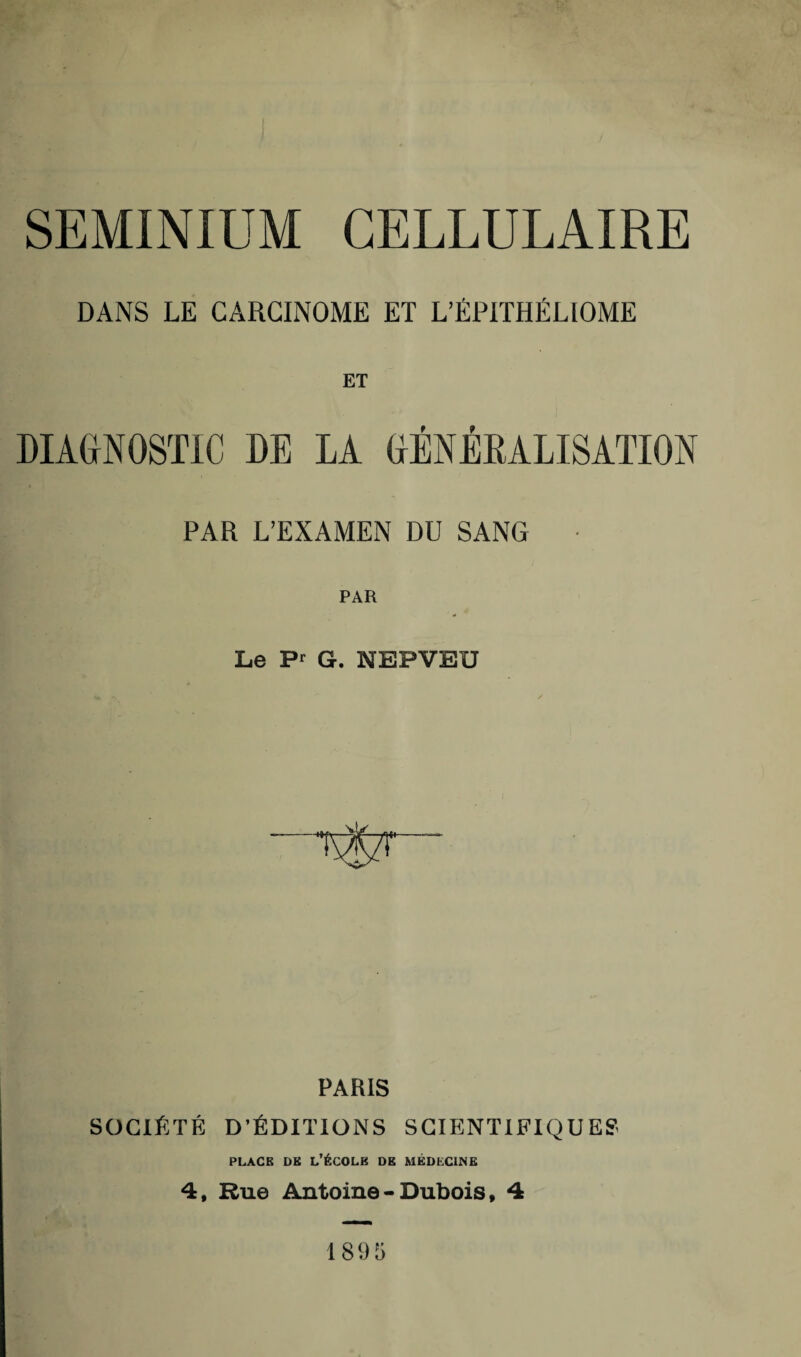 SEMINIUM CELLULAIRE
DANS LE CARCINOME ET L'ÉPITHÉLIOME
ET
DIAGNOSTIC DE LA GÉNÉRALISATION
PAR L'EXAMEN DU SANG
PAR
Le Pr G. NEPVEU
PARIS
SOCIÉTÉ D'ÉDITIONS SCIENTIFIQUES
PLACE DE L'ÉCOLE DE MÉDECINE
4, Rue Antoine-Dubois, 4
1895